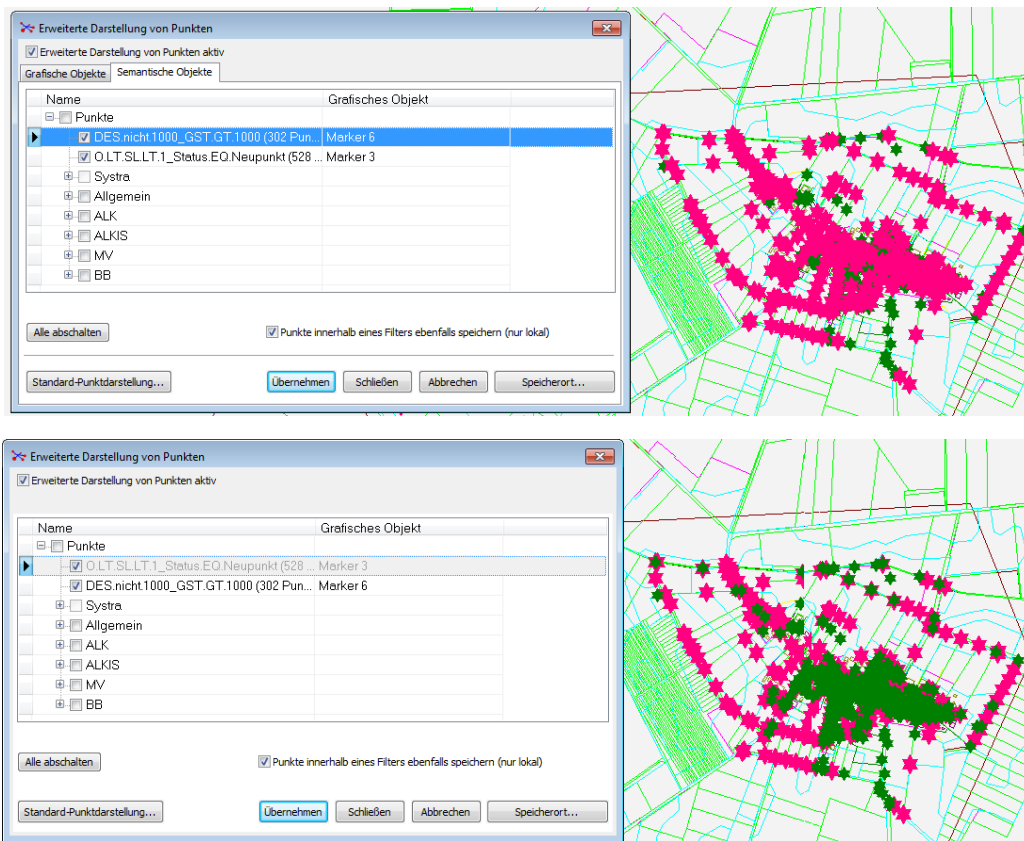 Erweiterte Darstellung von Punkten
Erweiterte Darstellung von Punkten aktiv
Grafische Objekte Semantische Objekte
Name Grafisches Objekt
Punkte
DES.nicht.1000_GST.GT.1000 (302 Pun... Marker 6
O.LT.SL.LT.1_Status.EQ.Neupunkt (528 ... Marker 3
Systra
Allgemein
ALK
ALKIS
MV
BB
Alle abschalten Punkte innerhalb eines Filters ebenfalls speichern (nur lokal)
Standard-Punktdarstellung... Übernehmen Schließen Abbrechen Speicherort...
Erweiterte Darstellung von Punkten
Erweiterte Darstellung von Punkten aktiv
Name Grafisches Objekt
Punkte
O.LT.SL.LT.1_Status.EQ.Neupunkt (528 ... Marker 3
DES.nicht.1000_GST.GT.1000 (302 Pun... Marker 6
Systra
Allgemein
ALK
ALKIS
MV
BB
Alle abschalten Punkte innerhalb eines Filters ebenfalls speichern (nur lokal)
Standard-Punktdarstellung... Übernehmen Schließen Abbrechen Speicherort...